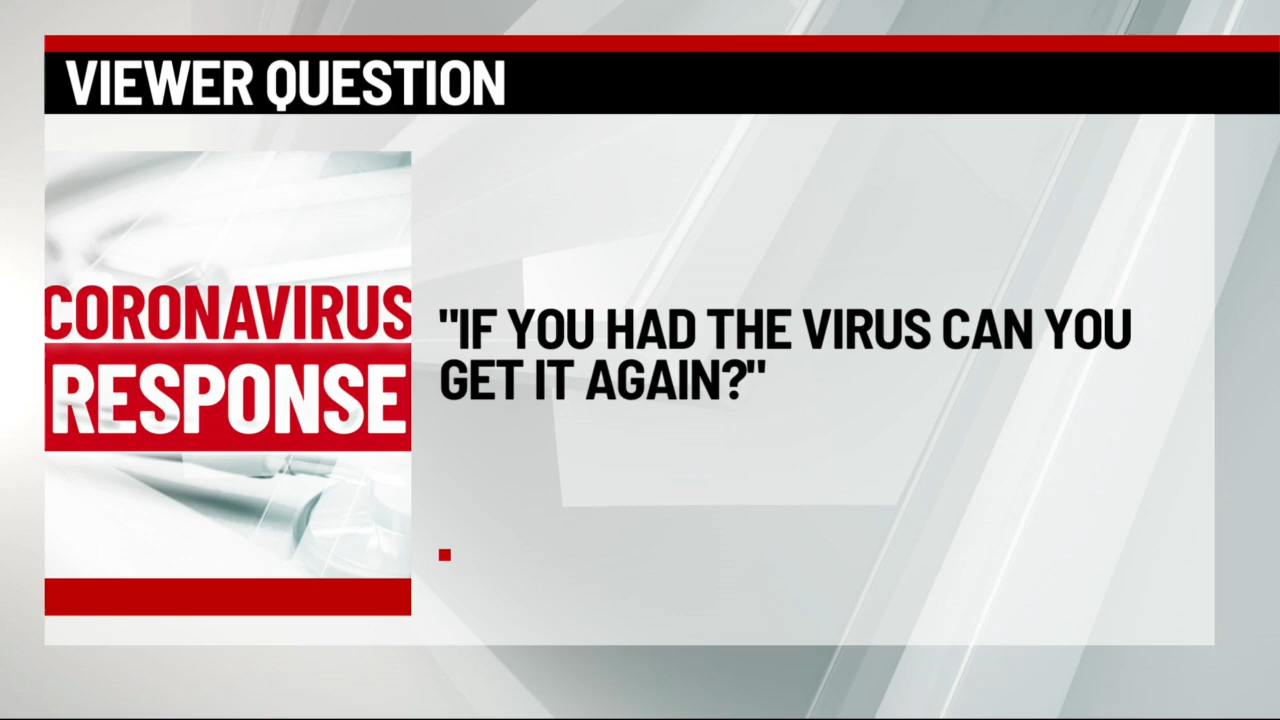 VIEWER QUESTION
CORONAVIRUS
RESPONSE
"IF YOU HAD THE VIRUS CAN YOU
GET IT AGAIN?"